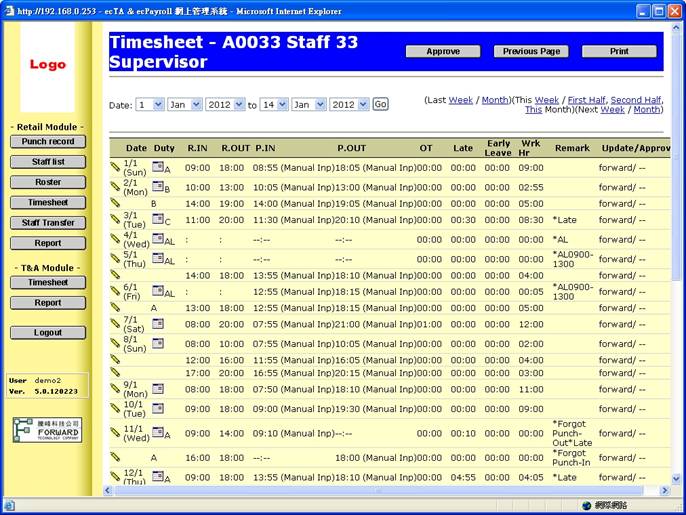 http://192.168.0.253 - ecTA & ecPayroll 網上管理系統 - Microsoft Internet Explorer
Logo
Timesheet - A0033 Staff 33 Supervisor
Approve Previous Page Print
Date: 1 Jan 2012 to 14 Jan 2012 Go
(Last Week / Month)(This Week / First Half, Second Half, This Month)(Next Week / Month)
- Retail Module -
Punch record
Staff list
Roster
Timesheet
Staff Transfer
Report
- T&A Module -
Timesheet
Report
Logout
User demo2
Ver. 5.0.120223
騰峰科技公司
FORWARD
TECHNOLOGY COMPANY
Date Duty R.IN R.OUT P.IN P.OUT OT Late Early Leave Wrk Hr Remark Update/Approv
1/1 (Sun) A 09:00 18:00 08:55 (Manual Inp)18:05 (Manual Inp)00:00 00:00 00:00 09:00 forward/ --
2/1 (Mon) B 10:00 13:00 10:05 (Manual Inp)13:00 (Manual Inp)00:00 00:00 00:00 02:55 forward/ --
B 14:00 19:00 14:00 (Manual Inp)19:05 (Manual Inp)00:00 00:00 00:00 05:00 forward/ --
3/1 (Tue) C 11:00 20:00 11:30 (Manual Inp)20:10 (Manual Inp)00:00 00:30 00:00 08:30 *Late forward/ --
4/1 (Wed) AL : : --:-- --:-- 00:00 00:00 00:00 00:00 *AL forward/ --
5/1 (Thu) AL : : --:-- --:-- 00:00 00:00 00:00 00:00 *AL0900-1300 forward/ --
14:00 18:00 13:55 (Manual Inp)18:10 (Manual Inp)00:00 00:00 00:00 04:00 forward/ --
6/1 (Fri) AL : : 12:55 (Manual Inp)18:15 (Manual Inp)00:00 00:00 00:00 00:05 *AL0900-1300 forward/ --
A 13:00 18:00 12:55 (Manual Inp)18:15 (Manual Inp)00:00 00:00 00:00 05:00 forward/ --
7/1 (Sat) 08:00 20:00 07:55 (Manual Inp)21:00 (Manual Inp)01:00 00:00 00:00 12:00 forward/ --
8/1 (Sun) 08:00 10:00 07:55 (Manual Inp)10:05 (Manual Inp)00:00 00:00 00:00 02:00 forward/ --
12:00 16:00 11:55 (Manual Inp)16:05 (Manual Inp)00:00 00:00 00:00 04:00 forward/ --
17:00 20:00 16:55 (Manual Inp)20:15 (Manual Inp)00:00 00:00 00:00 03:00 forward/ --
9/1 (Mon) 08:00 18:00 07:50 (Manual Inp)18:10 (Manual Inp)00:00 00:00 00:00 11:00 forward/ --
10/1 (Tue) 09:00 18:00 09:00 (Manual Inp)19:30 (Manual Inp)00:00 00:00 00:00 09:00 forward/ --
11/1 (Wed) A 09:00 14:00 09:10 (Manual Inp)--:-- 00:00 00:10 00:00 00:00 *Forgot Punch-Out*Late forward/ --
A 16:00 18:00 --:-- 18:00 (Manual Inp)00:00 00:00 00:00 00:00 *Forgot Punch-In forward/ --
12/1 (Thu) A 09:00 18:00 13:55 (Manual Inp)18:10 (Manual Inp)00:00 04:55 00:00 04:05 *Late forward/ --
網際網路